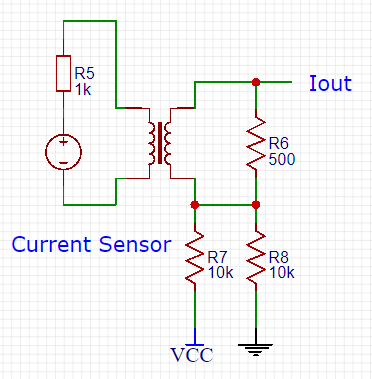 R5
1k
Iout
R6
500
Current Sensor
R7
10k
R8
10k
VCC